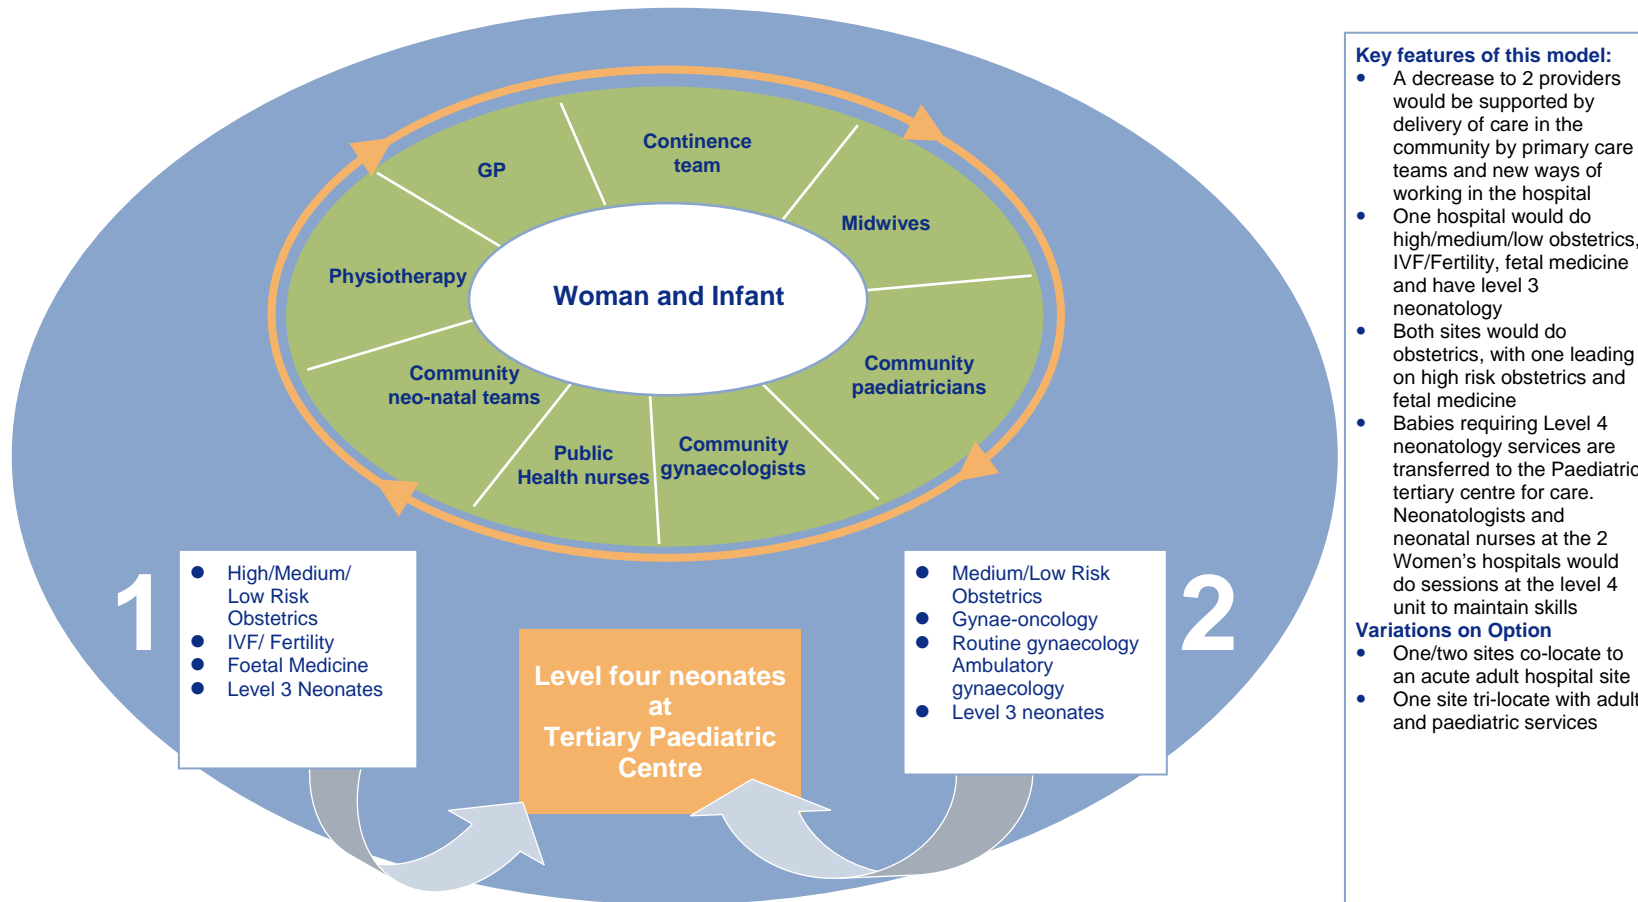 GP
Continence
team
Midwives
Physiotherapy
Woman and Infant
Community
paediatricians
Community
neo-natal teams
Public
Health nurses
Community
gynaecologists
1
● High/Medium/
Low Risk
Obstetrics
● IVF/ Fertility
● Foetal Medicine
● Level 3 Neonates
Level four neonates
at
Tertiary Paediatric
Centre
● Medium/Low Risk
Obstetrics
● Gynae-oncology
● Routine gynaecology
Ambulatory
gynaecology
● Level 3 neonates
2
Key features of this model:
• A decrease to 2 providers
would be supported by
delivery of care in the
community by primary care
teams and new ways of
working in the hospital
• One hospital would do
high/medium/low obstetrics,
IVF/Fertility, fetal medicine
and have level 3
neonatology
• Both sites would do
obstetrics, with one leading
on high risk obstetrics and
fetal medicine
• Babies requiring Level 4
neonatology services are
transferred to the Paediatric
tertiary centre for care.
Neonatologists and
neonatal nurses at the 2
Women's hospitals would
do sessions at the level 4
unit to maintain skills
Variations on Option
• One/two sites co-locate to
an acute adult hospital site
• One site tri-locate with adult
and paediatric services